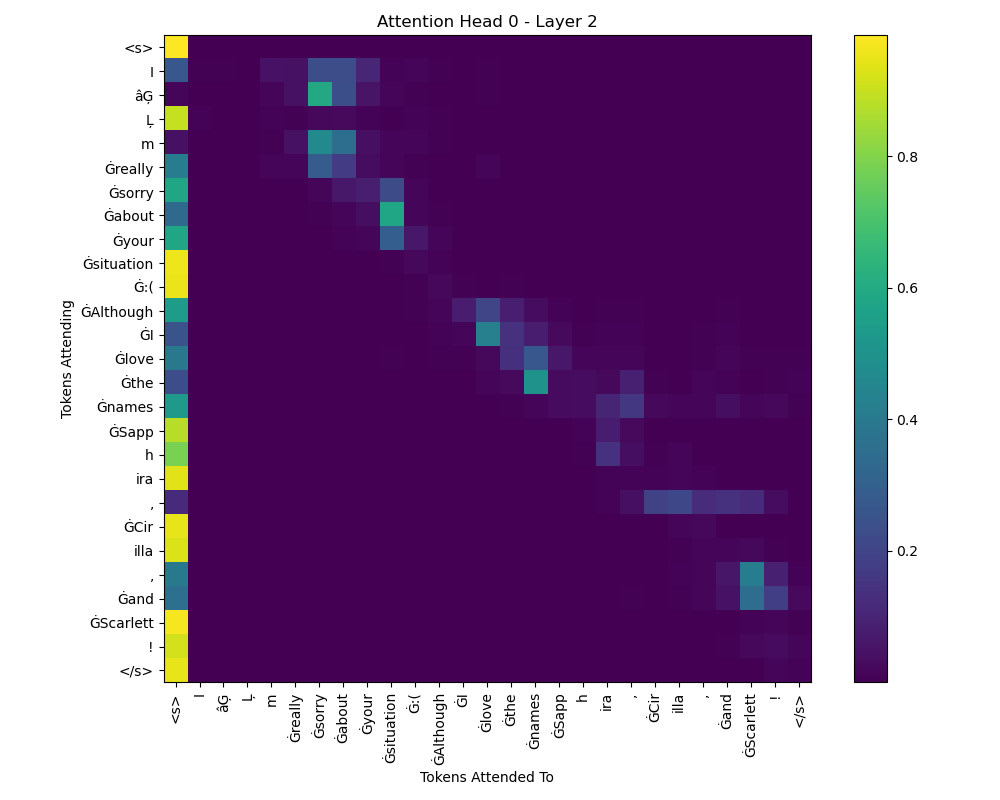 Attention Head 0 - Layer 2
Tokens Attending
<s>
I
âĢ
Ļ
m
Ġreally
Ġsorry
Ġabout
Ġyour
Ġsituation
Ġ:(
ĠAlthough
ĠI
Ġlove
Ġthe
Ġnames
ĠSapp
h
ira
,
ĠCir
illa
,
Ġand
ĠScarlett
!
</s>
<s>
I
âĢ
Ļ
m
Ġreally
Ġsorry
Ġabout
Ġyour
Ġsituation
Ġ:(
ĠAlthough
ĠI
Ġlove
Ġthe
Ġnames
ĠSapp
h
ira
,
ĠCir
illa
,
Ġand
ĠScarlett
!
</s>
Tokens Attended To
0.8
0.6
0.4
0.2